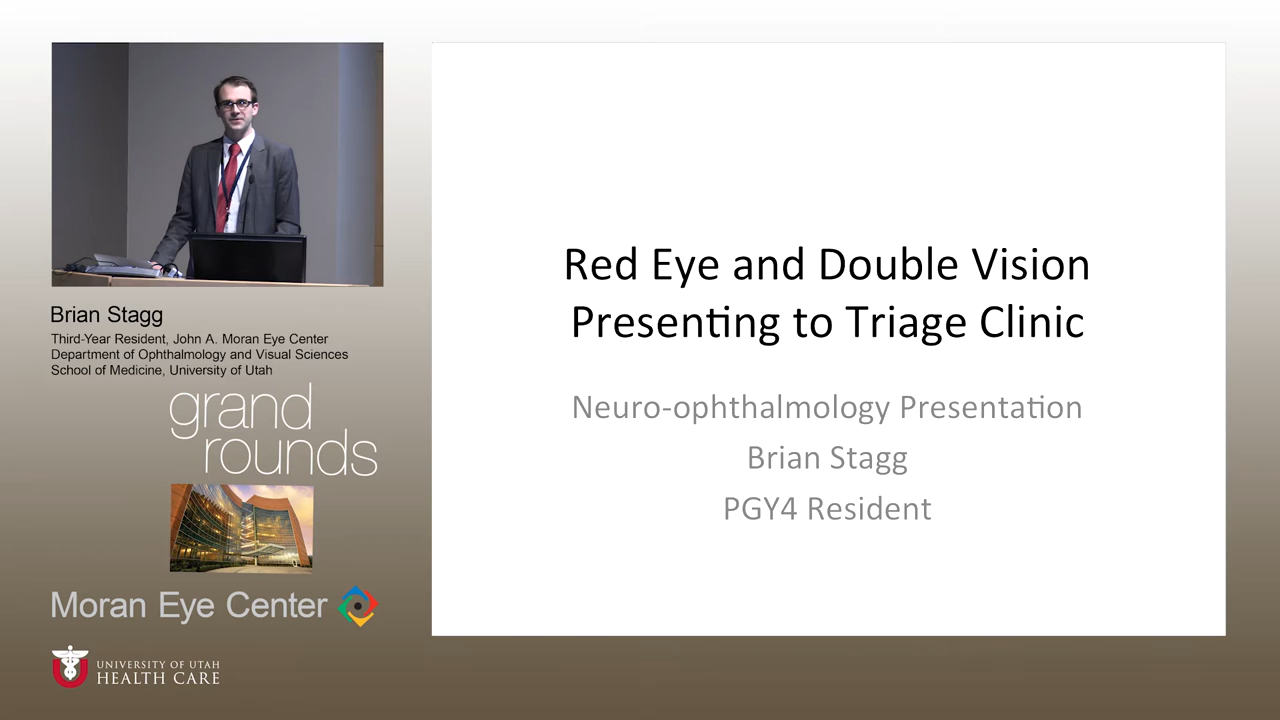 Brian Stagg
Third-Year Resident, John A. Moran Eye Center
Department of Ophthalmology and Visual Sciences
School of Medicine, University of Utah
grand
rounds
Moran Eye Center
UNIVERSITY OF UTAH
HEALTH CARE
Red Eye and Double Vision
Presenting to Triage Clinic
Neuro-ophthalmology Presentation
Brian Stagg
PGY4 Resident